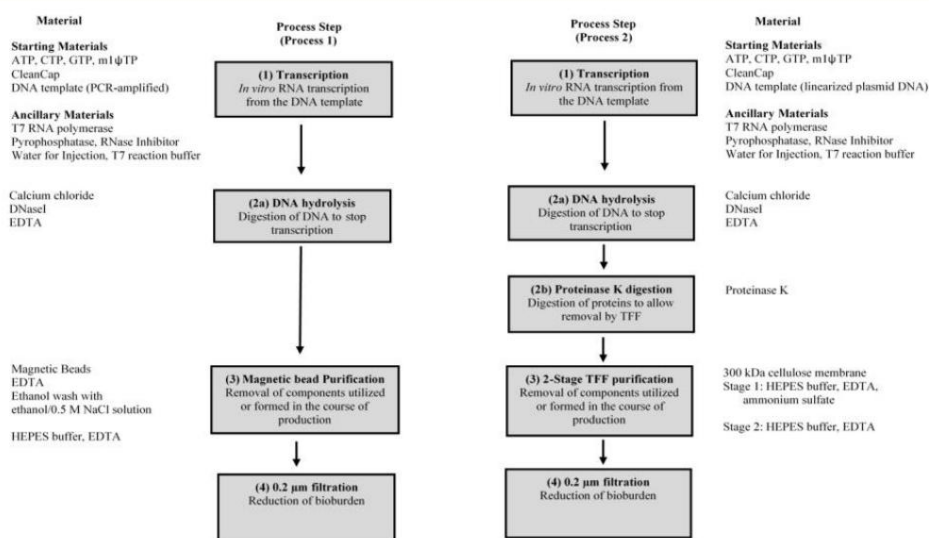 Material
Starting Materials
ATP, CTP, GTP, m1ψTP
CleanCap
DNA template (PCR-amplified)
Ancillary Materials
T7 RNA polymerase
Pyrophosphatase, RNase Inhibitor
Water for Injection, T7 reaction buffer
Calcium chloride
DNaseI
EDTA
Magnetic Beads
EDTA
Ethanol wash with
ethanol/0.5 M NaCl solution
HEPES buffer, EDTA
Process Step
(Process 1)
(1) Transcription
In vitro RNA transcription
from the DNA template
(2a) DNA hydrolysis
Digestion of DNA to stop
transcription
(3) Magnetic bead Purification
Removal of components utilized
or formed in the course of
production
(4) 0.2 µm filtration
Reduction of bioburden
Process Step
(Process 2)
(1) Transcription
In vitro RNA transcription from
the DNA template
(2a) DNA hydrolysis
Digestion of DNA to stop
transcription
(2b) Proteinase K digestion
Digestion of proteins to allow
removal by TFF
(3) 2-Stage TFF purification
Removal of components utilized
or formed in the course of
production
(4) 0.2 µm filtration
Reduction of bioburden
Material
Starting Materials
ATP, CTP, GTP, m1ψTP
CleanCap
DNA template (linearized plasmid DNA)
Ancillary Materials
T7 RNA polymerase
Pyrophosphatase, RNase Inhibitor
Water for Injection, T7 reaction buffer
Calcium chloride
DNaseI
EDTA
Proteinase K
300 kDa cellulose membrane
Stage 1: HEPES buffer, EDTA,
ammonium sulfate
Stage 2: HEPES buffer, EDTA